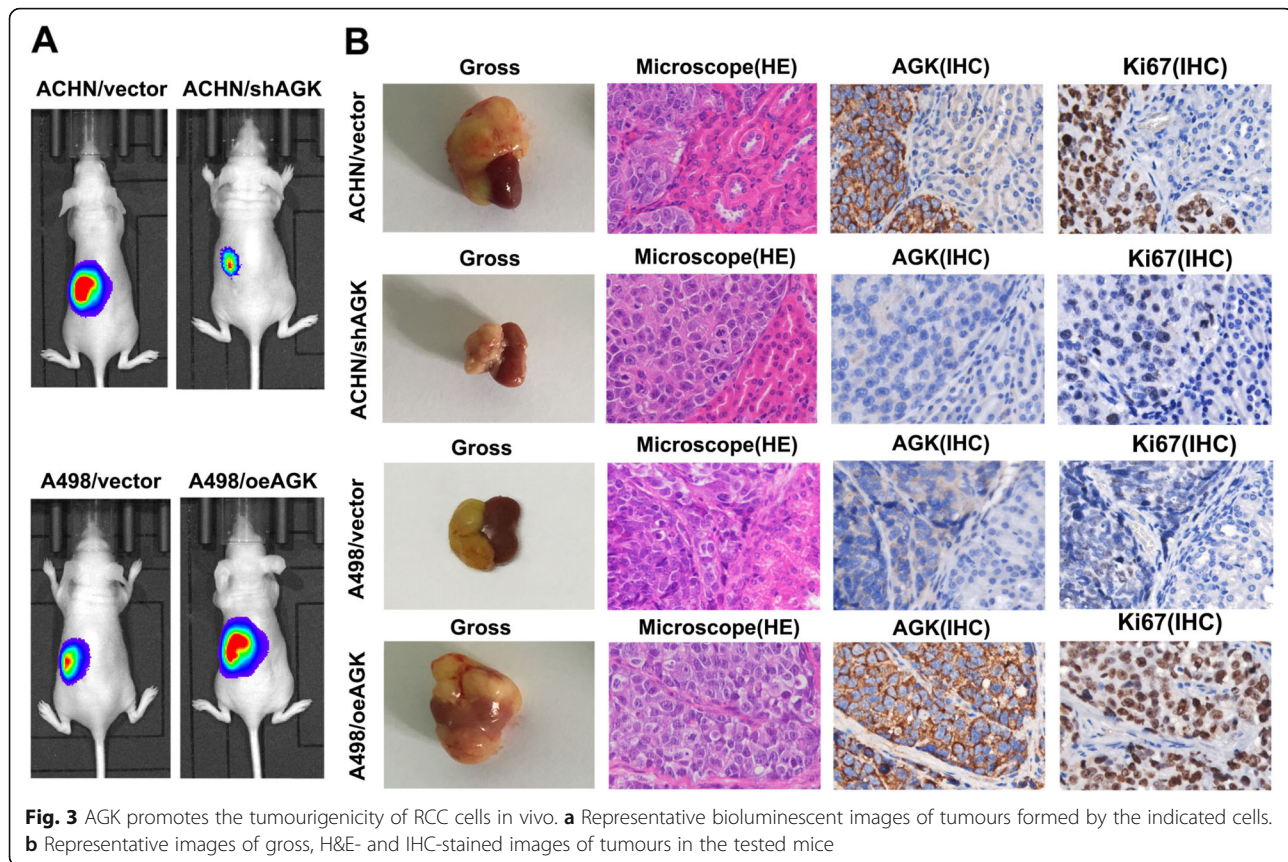 A
B
ACHN/vector ACHN/shAGK
A498/vector A498/oeAGK
Gross Microscope(HE) AGK(IHC) Ki67(IHC)
ACHN/vector
Gross Microscope(HE) AGK(IHC) Ki67(IHC)
ACHN/shAGK
Gross Microscope(HE) AGK(IHC) Ki67(IHC)
A498/vector
Gross Microscope(HE) AGK(IHC) Ki67(IHC)
A498/oeAGK
Fig. 3 AGK promotes the tumourigenicity of RCC cells in vivo. a Representative bioluminescent images of tumours formed by the indicated cells.
b Representative images of gross, H&E- and IHC-stained images of tumours in the tested mice